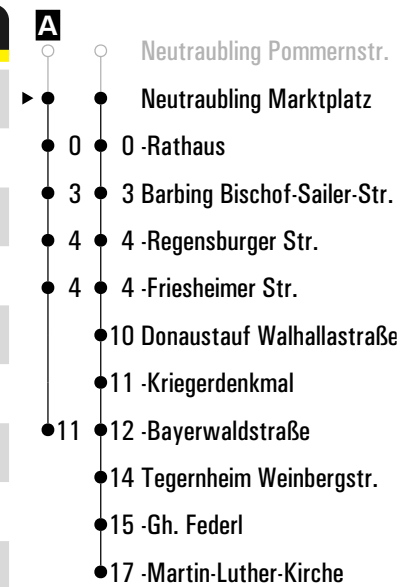 A
Neutraubling Pommernstr.
Neutraubling Marktplatz
0 0 -Rathaus
3 3 Barbing Bischof-Sailer-Str.
4 4 -Regensburger Str.
4 4 -Friesheimer Str.
10 Donaustauf Walhallastraße
11 -Kriegerdenkmal
11 12 -Bayerwaldstraße
14 Tegernheim Weinbergstr.
15 -Gh. Federl
17 -Martin-Luther-Kirche